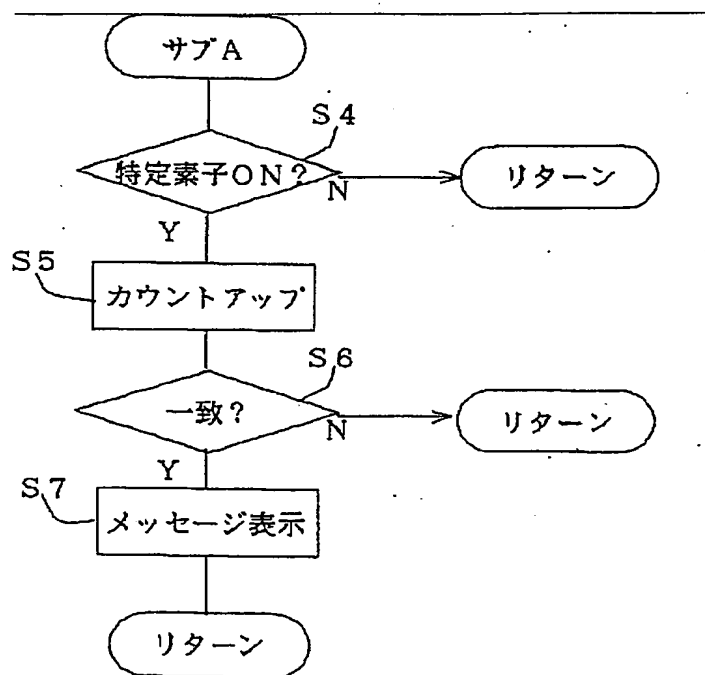 サブA
S4
特定素子ON?
N
リターン
Y
S5
カウントアップ
S6
一致?
N
リターン
Y
S7
メッセージ表示
リターン